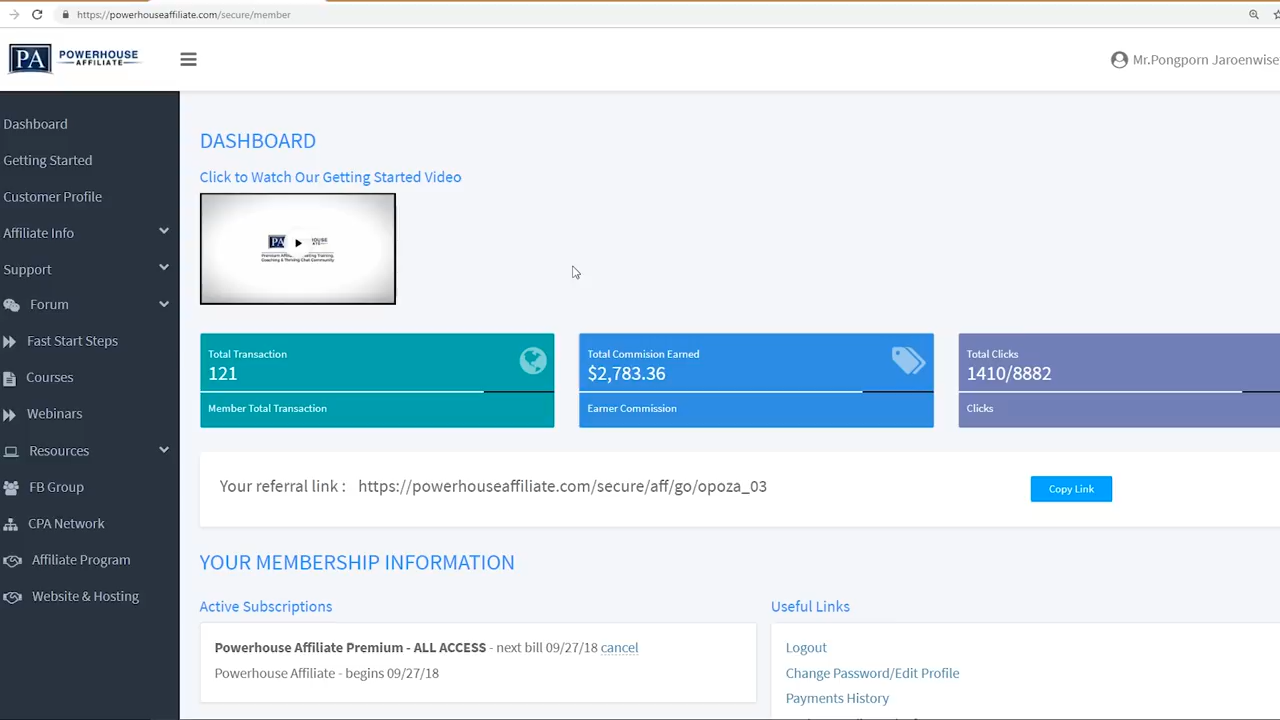 https://powerhouseaffiliate.com/secure/member
PA POWERHOUSE
AFFILIATE
Mr.Pongporn Jaroenwise
Dashboard
Getting Started
Customer Profile
Affiliate Info
Support
Forum
Fast Start Steps
Courses
Webinars
Resources
FB Group
CPA Network
Affiliate Program
Website & Hosting
DASHBOARD
Click to Watch Our Getting Started Video
PA
Total Transaction
121
Member Total Transaction
Total Commision Earned
$2,783.36
Earner Commission
Total Clicks
1410/8882
Clicks
Your referral link : https://powerhouseaffiliate.com/secure/aff/go/opoza_03
Copy Link
YOUR MEMBERSHIP INFORMATION
Active Subscriptions
Powerhouse Affiliate Premium - ALL ACCESS - next bill 09/27/18 cancel
Powerhouse Affiliate - begins 09/27/18
Useful Links
Logout
Change Password/Edit Profile
Payments History